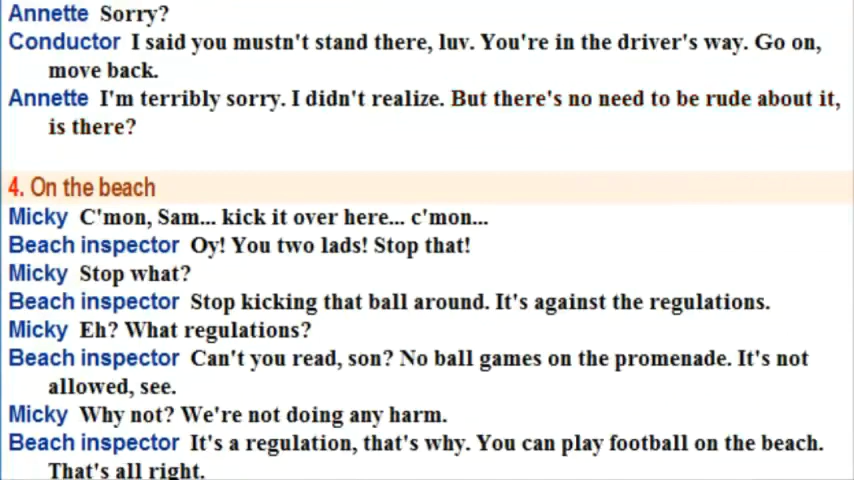 Annette Sorry?
Conductor I said you mustn't stand there, luv. You're in the driver's way. Go on,
move back.
Annette I'm terribly sorry. I didn't realize. But there's no need to be rude about it,
is there?
4. On the beach
Micky C'mon, Sam... kick it over here... c'mon...
Beach inspector Oy! You two lads! Stop that!
Micky Stop what?
Beach inspector Stop kicking that ball around. It's against the regulations.
Micky Eh? What regulations?
Beach inspector Can't you read, son? No ball games on the promenade. It's not
allowed, see.
Micky Why not? We're not doing any harm.
Beach inspector It's a regulation, that's why. You can play football on the beach.
That's all right.